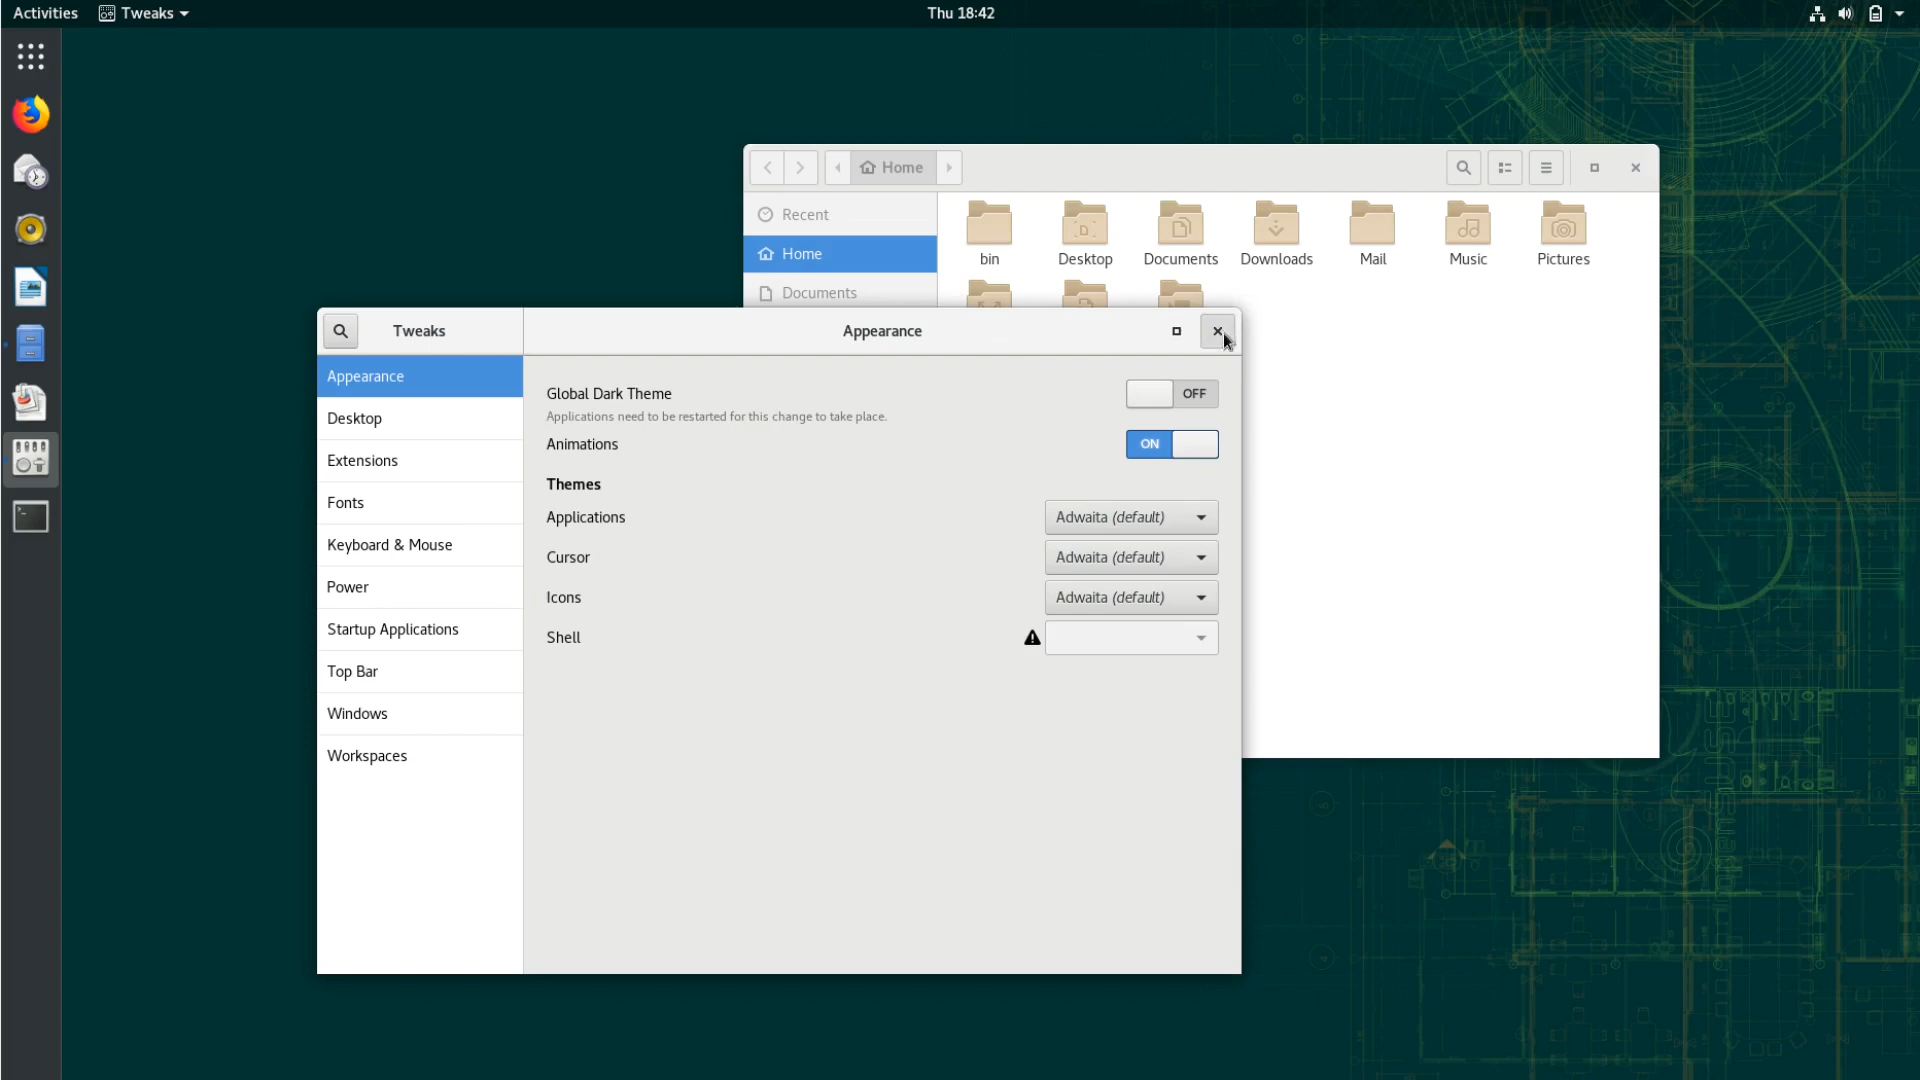 Activities Tweaks Thu 18:42
Home
Recent
Home
Documents
bin Desktop Documents Downloads Mail Music Pictures
Tweaks Appearance
Appearance
Desktop
Extensions
Fonts
Keyboard & Mouse
Power
Startup Applications
Top Bar
Windows
Workspaces
Global Dark Theme OFF
Applications need to be restarted for this change to take place.
Animations ON
Themes
Applications Adwaita (default)
Cursor Adwaita (default)
Icons Adwaita (default)
Shell